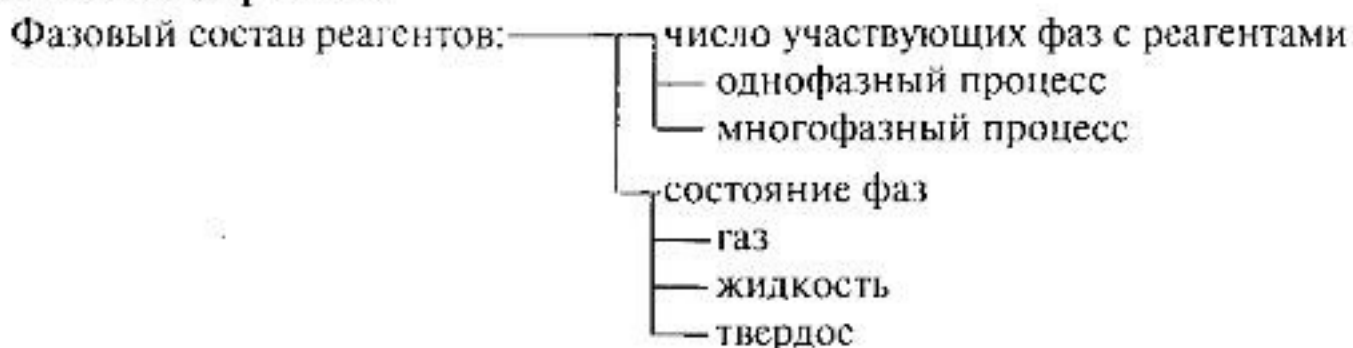 Фазовый состав реагентов:
число участвующих фаз с реагентами
однофазный процесс
многофазный процесс
состояние фаз
газ
жидкость
твердое